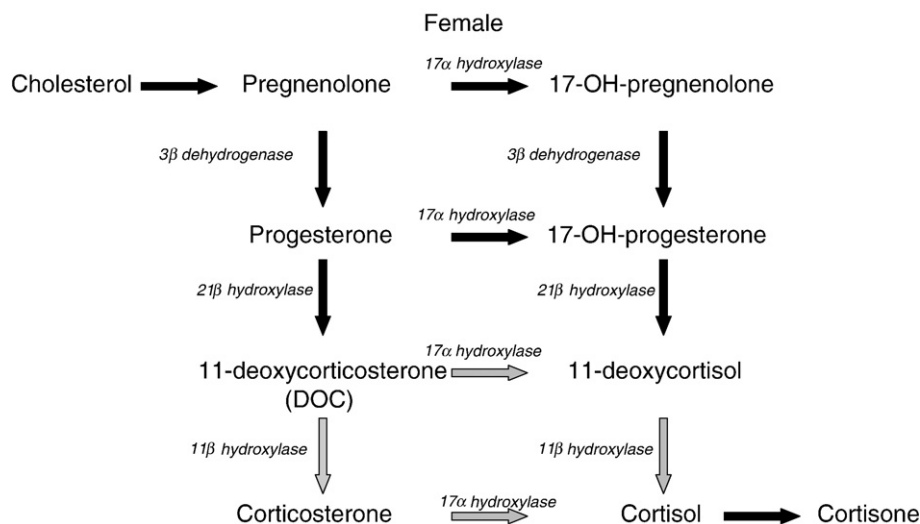 Female
17α hydroxylase
Cholesterol Pregnenolone 17-OH-pregnenolone
3β dehydrogenase 3β dehydrogenase
17α hydroxylase
Progesterone 17-OH-progesterone
21β hydroxylase 21β hydroxylase
17α hydroxylase
11-deoxycorticosterone 11-deoxycortisol
(DOC)
11β hydroxylase 11β hydroxylase
17α hydroxylase
Corticosterone Cortisol Cortisone